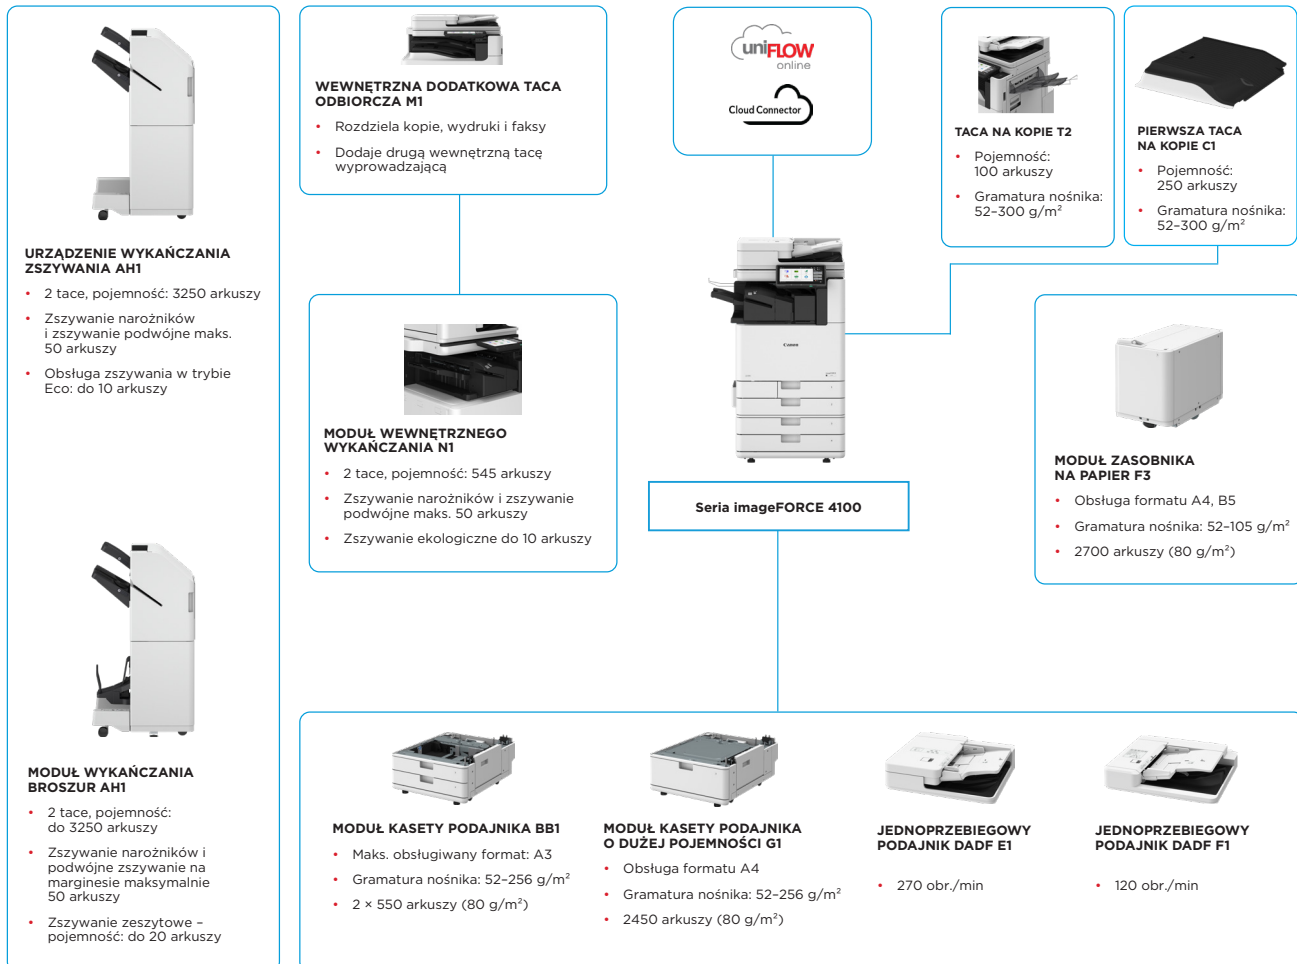 URZĄDZENIE WYKAŃCZANIA
ZSZYWANIA AH1
• 2 tace, pojemność: 3250 arkuszy
• Zszywanie narożników
i zszywanie podwójne maks.
50 arkuszy
• Obsługa zszywania w trybie
Eco: do 10 arkuszy
MODUŁ WYKAŃCZANIA
BROSZUR AH1
• 2 tace, pojemność:
do 3250 arkuszy
• Zszywanie narożników i
podwójne zszywanie na
marginesie maksymalnie
50 arkuszy
• Zszywanie zeszytowe –
pojemność: do 20 arkuszy
WEWNĘTRZNA DODATKOWA TACA
ODBIORCZA M1
• Rozdziela kopie, wydruki i faksy
• Dodaje drugą wewnętrzną tacę
wyprowadzającą
MODUŁ WEWNĘTRZNEGO
WYKAŃCZANIA N1
• 2 tace, pojemność: 545 arkuszy
• Zszywanie narożników i zszywanie
podwójne maks. 50 arkuszy
• Zszywanie ekologiczne do 10 arkuszy
uniFLOW
online
Cloud Connector
Canon
Seria imageFORCE 4100
TACA NA KOPIE T2
• Pojemność:
100 arkuszy
• Gramatura nośnika:
52–300 g/m²
PIERWSZA TACA
NA KOPIE C1
• Pojemność:
250 arkuszy
• Gramatura nośnika:
52–300 g/m²
MODUŁ ZASOBNIKA
NA PAPIER F3
• Obsługa formatu A4, B5
• Gramatura nośnika: 52–105 g/m²
• 2700 arkuszy (80 g/m²)
MODUŁ KASETY PODAJNIKA BB1
• Maks. obsługiwany format: A3
• Gramatura nośnika: 52–256 g/m²
• 2 × 550 arkuszy (80 g/m²)
MODUŁ KASETY PODAJNIKA
O DUŻEJ POJEMNOŚCI G1
• Obsługa formatu A4
• Gramatura nośnika: 52–256 g/m²
• 2450 arkuszy (80 g/m²)
JEDNOPRZEBIEGOWY
PODAJNIK DADF E1
• 270 obr./min
JEDNOPRZEBIEGOWY
PODAJNIK DADF F1
• 120 obr./min